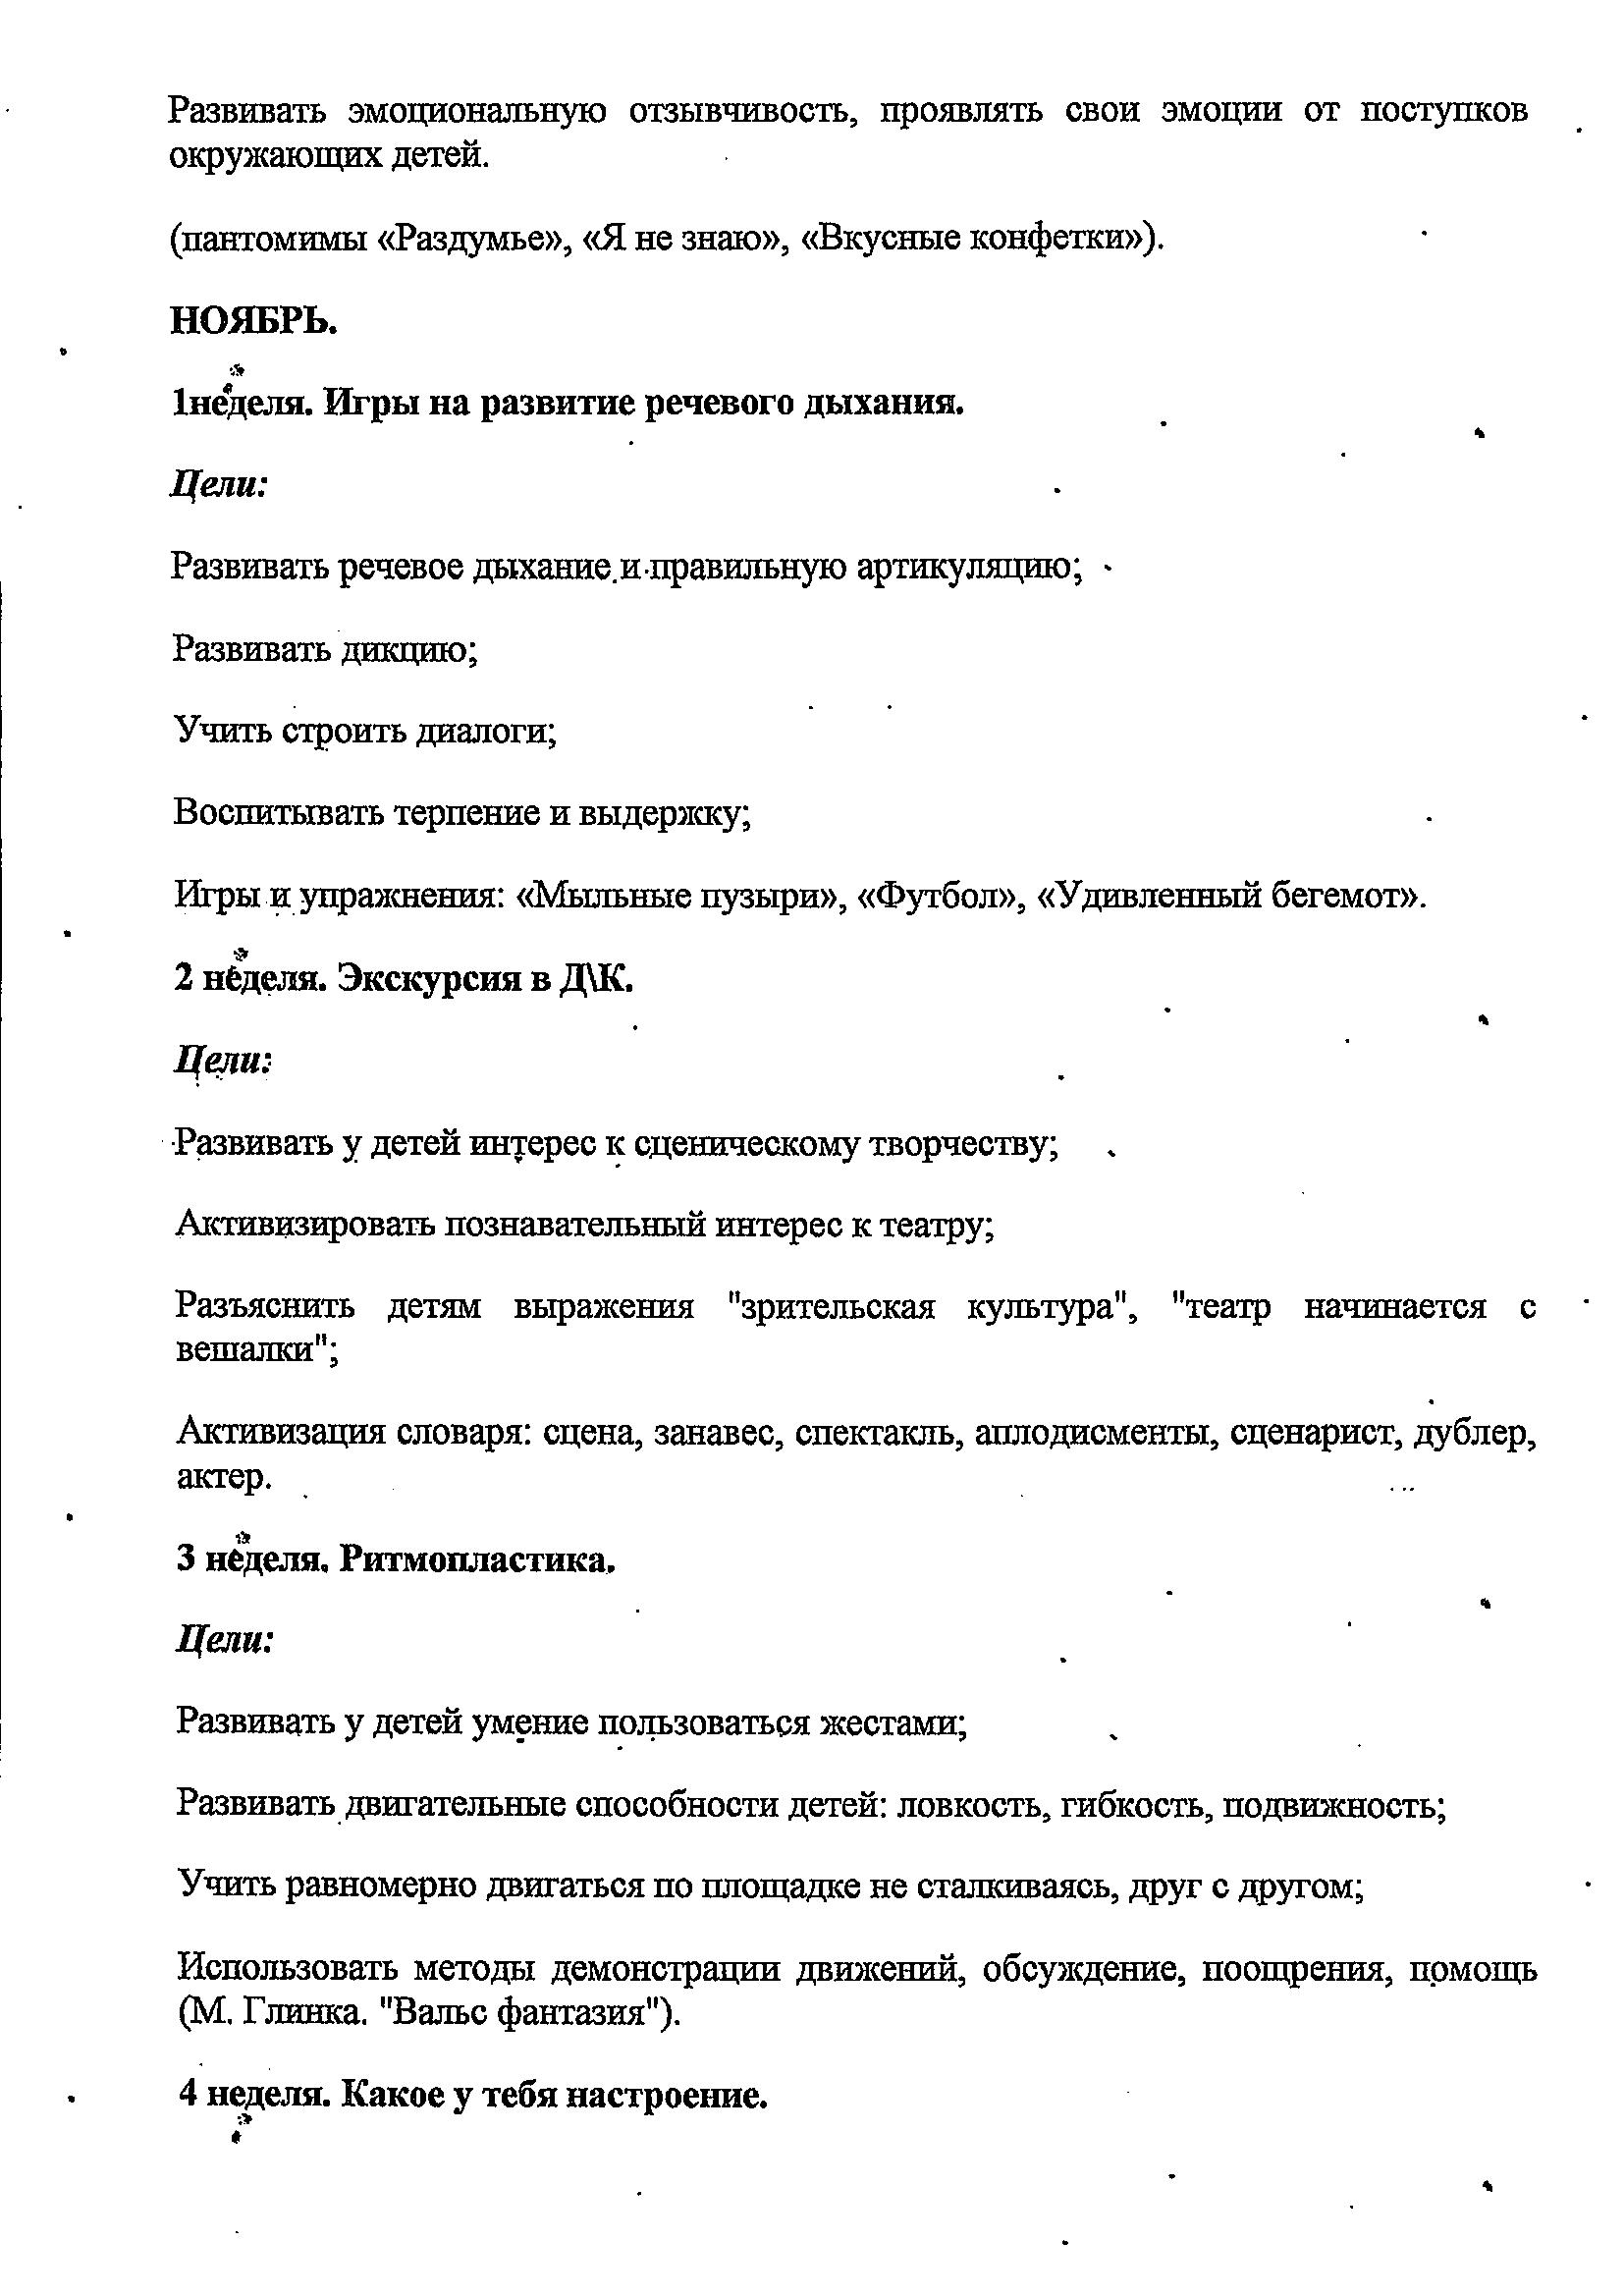 Развивать эмоциональную отзывчивость, проявлять свои эмоции от поступков
окружающих детей.
(пантомимы «Раздумье», «Я не знаю», «Вкусные конфетки»).
НОЯБРЬ.
1неделя. Игры на развитие речевого дыхания.
Цели:
Развивать речевое дыхание и правильную артикуляцию;
Развивать дикцию;
Учить строить диалоги;
Воспитывать терпение и выдержку;
Игры и упражнения: «Мыльные пузыри», «Футбол», «Удивленный бегемот».
2 неделя. Экскурсия в Д\К.
Цели:
Развивать у детей интерес к сценическому творчеству;
Активизировать познавательный интерес к театру;
Разъяснить детям выражения "зрительская культура", "театр начинается с
вешалки";
Активизация словаря: сцена, занавес, спектакль, аплодисменты, сценарист, дублер,
актер.
3 неделя. Ритмопластика.
Цели:
Развивать у детей умение пользоваться жестами;
Развивать двигательные способности детей: ловкость, гибкость, подвижность;
Учить равномерно двигаться по площадке не сталкиваясь, друг с другом;
Использовать методы демонстрации движений, обсуждение, поощрения, помощь
(М. Глинка. "Вальс фантазия").
4 неделя. Какое у тебя настроение.